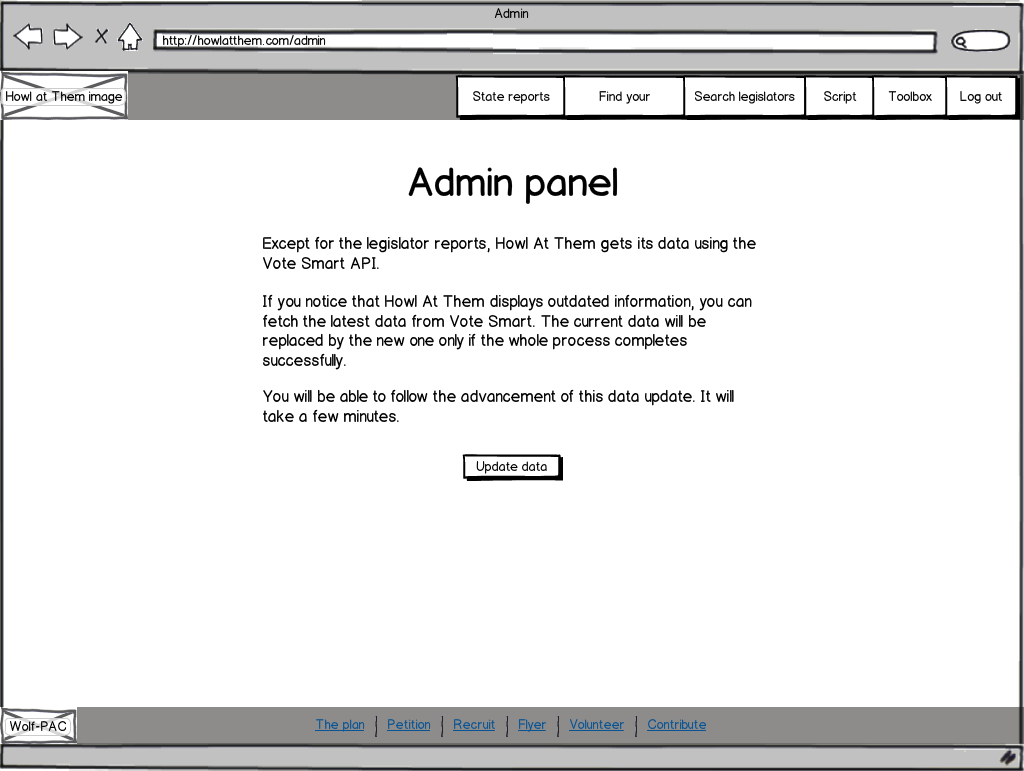 Admin
http://howlatthem.com/admin
Howl at Them image
State reports
Find your
Search legislators
Script
Toolbox
Log out
Admin panel
Except for the legislator reports, Howl At Them gets its data using the
Vote Smart API.
If you notice that Howl At Them displays outdated information, you can
fetch the latest data from Vote Smart. The current data will be
replaced by the new one only if the whole process completes
successfully.
You will be able to follow the advancement of this data update. It will
take a few minutes.
Update data
Wolf-PAC
The plan
Petition
Recruit
Flyer
Volunteer
Contribute